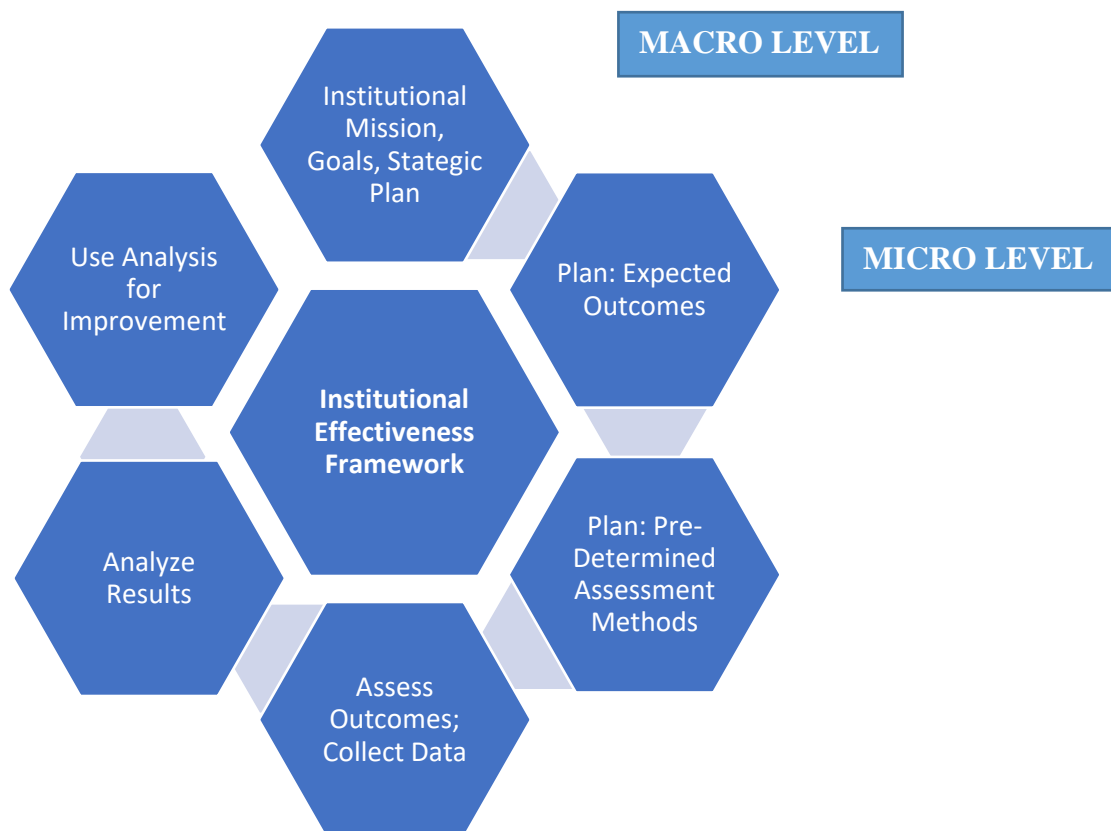 MACRO LEVEL
Institutional
Mission,
Goals, Stategic
Plan
MICRO LEVEL
Plan: Expected
Outcomes
Plan: Pre-
Determined
Assessment
Methods
Assess
Outcomes;
Collect Data
Analyze
Results
Use Analysis
for
Improvement
Institutional
Effectiveness
Framework